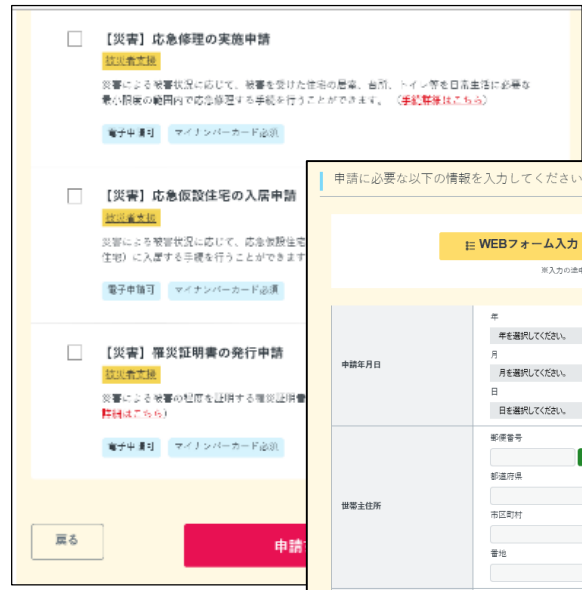 【災害】応急修理の実施申請
被災者支援
災害による被害状況に応じて、被害を受けた住宅の居室、台所、トイレ等を日常生活に必要な
最小限度の範囲内で応急修理する手続を行うことができます。（手続詳細はこちら）
電子申請可 マイナンバーカード必須
【災害】応急仮設住宅の入居申請
被災者支援
災害による被害状況に応じて、応急仮設住宅
住宅）に入居する手続を行うことができます
電子申請可 マイナンバーカード必須
【災害】罹災証明書の発行申請
被災者支援
災害による被害の程度を証明する罹災証明書
詳細はこちら）
電子申請可 マイナンバーカード必須
戻る
申請
申請に必要な以下の情報を入力してください
WEBフォーム入力
※入力の途中
申請年月日
年
年を選択してください。
月
月を選択してください。
日
日を選択してください。
世帯主住所
郵便番号
都道府県
市区町村
番地